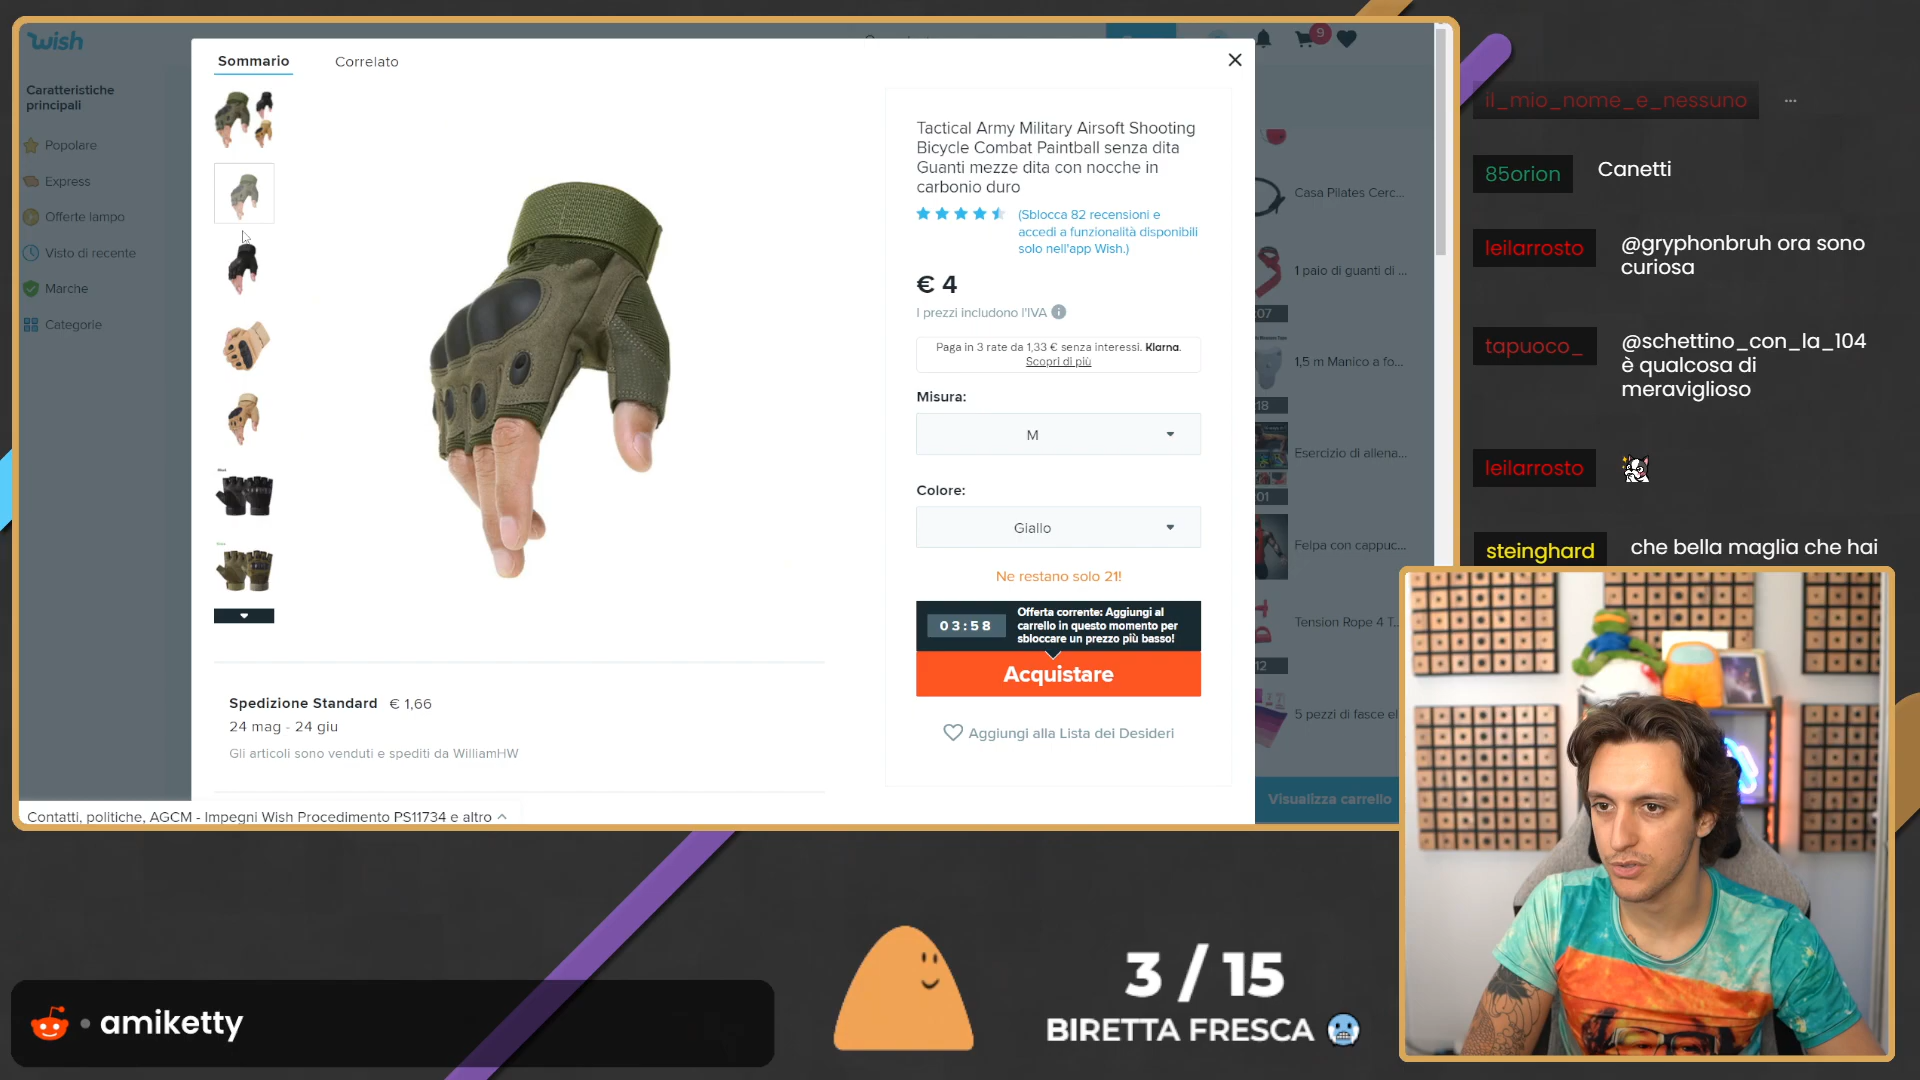 wish
Caratteristiche
principali
Popolare
Express
Offerte lampo
Visto di recente
Marche
Categorie
Sommario
Correlato
9
Tactical Army Military Airsoft Shooting
Bicycle Combat Paintball senza dita
Guanti mezze dita con nocche in
carbonio duro
(Sblocca 82 recensioni e
accedi a funzionalità disponibili
solo nell'app Wish.)
€ 4
I prezzi includono l'IVA
Paga in 3 rate da 1,33 € senza interessi. Klarna.
Scopri di più
Misura:
M
Colore:
Giallo
Ne restano solo 21!
03:58
Offerta corrente: Aggiungi al
carrello in questo momento per
sbloccare un prezzo più basso!
Acquistare
Aggiungi alla Lista dei Desideri
Spedizione Standard € 1,66
24 mag - 24 giu
Gli articoli sono venduti e spediti da WilliamHW
Contatti, politiche, AGCM - Impegni Wish Procedimento PS11734 e altro
Casa Pilates Cerc...
1 paio di guanti di ...
:07
1,5 m Manico a fo...
:18
Esercizio di allena...
:01
Felpa con cappuc...
Tension Rope 4 T...
:12
5 pezzi di fasce el
Visualizza carrello
il_mio_nome_e_nessuno ...
85orion Canetti
leilarrosto @gryphonbruh ora sono
curiosa
tapuoco_ @schettino_con_la_104
è qualcosa di
meraviglioso
leilarrosto
steinghard che bella maglia che hai
amiketty
3 / 15
BIRETTA FRESCA